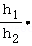 h₁
h₂ •